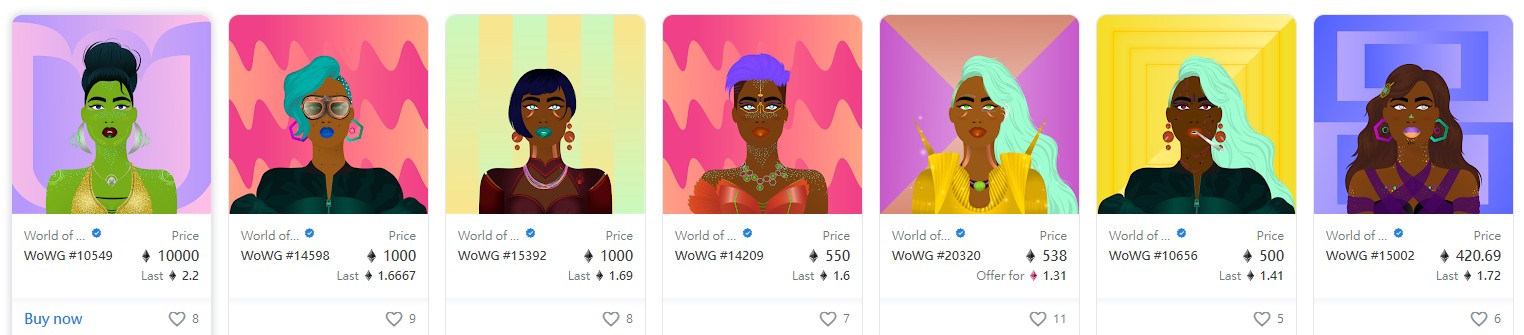 World of ... Price
WoWG #10549 10000
Last 2.2
Buy now 8
World of... Price
WoWG #14598 1000
Last 1.6667
9
World of ... Price
WoWG #15392 1000
Last 1.69
8
World of ... Price
WoWG #14209 550
Last 1.6
7
World of... Price
WoWG #20320 538
Offer for 1.31
11
World of ... Price
WoWG #10656 500
Last 1.41
5
World of ... Price
WoWG #15002 420.69
Last 1.72
6